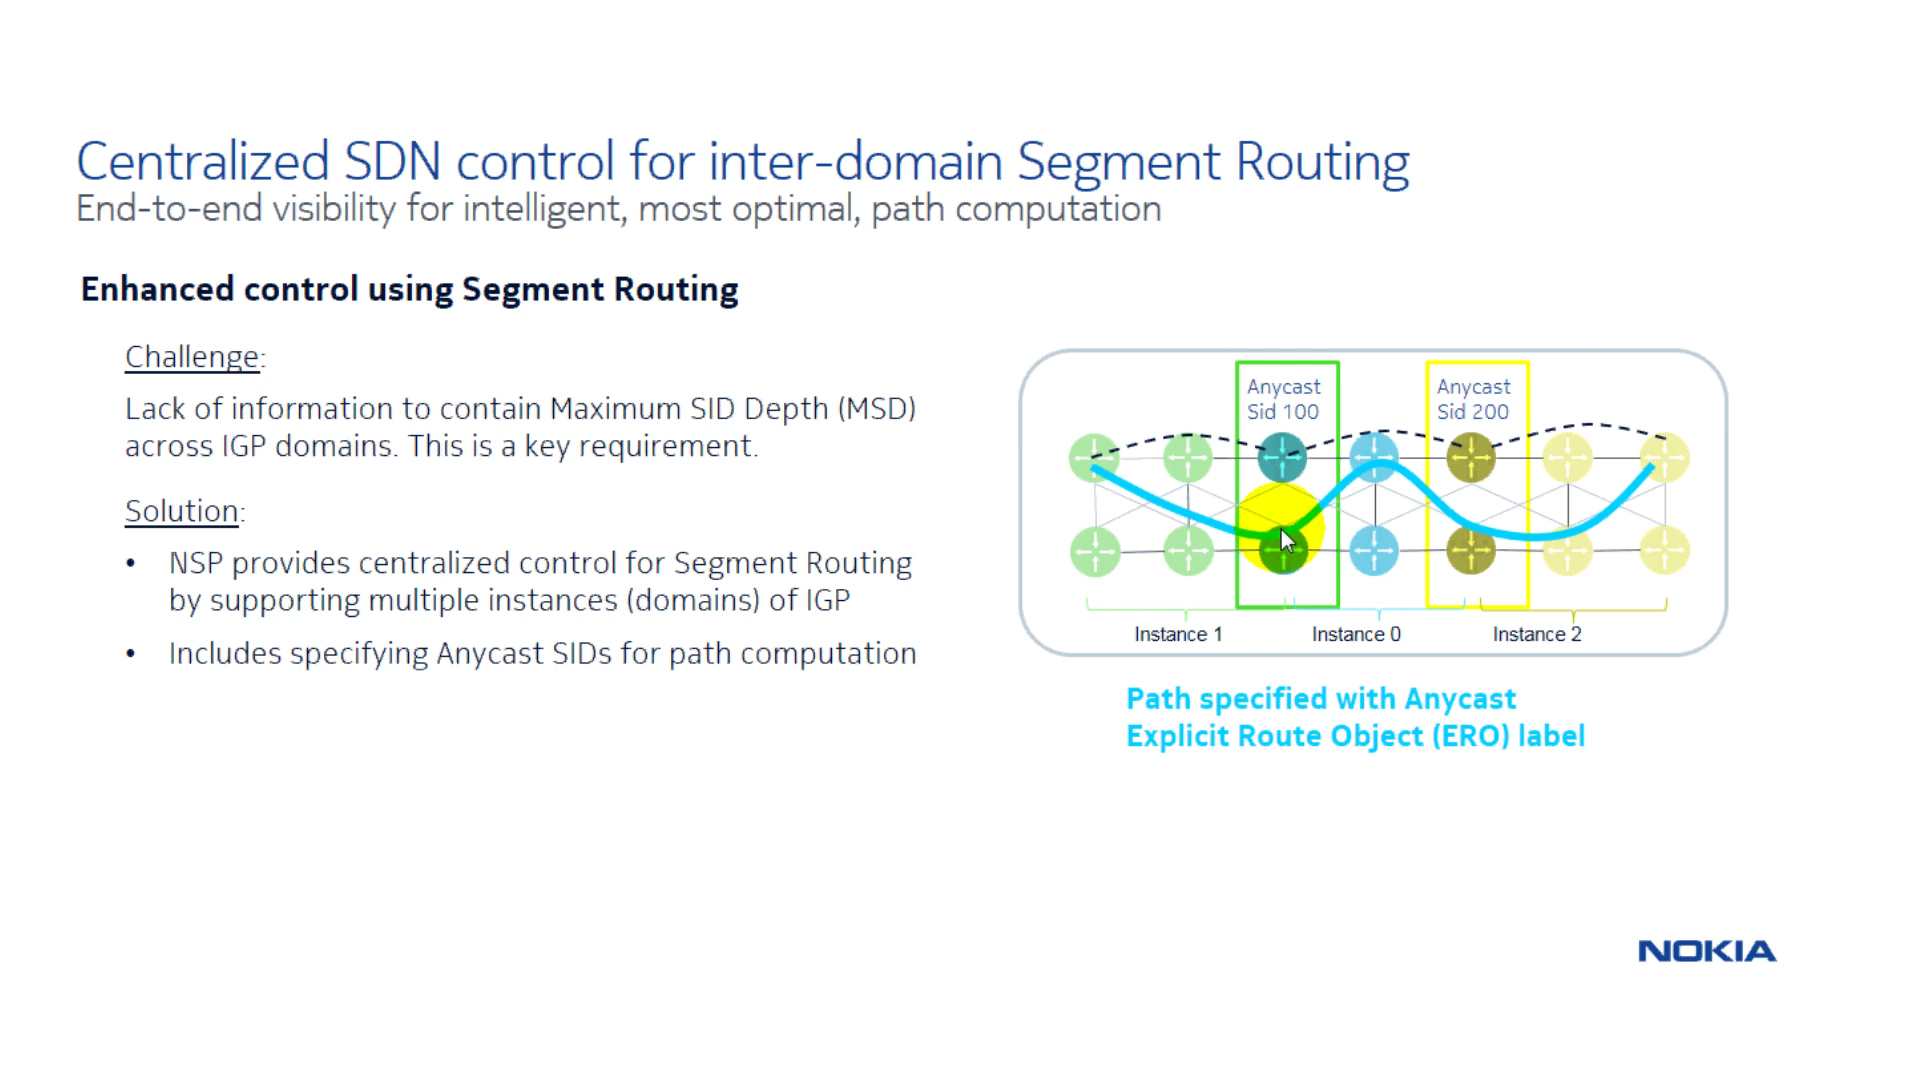 Centralized SDN control for inter-domain Segment Routing
End-to-end visibility for intelligent, most optimal, path computation
Enhanced control using Segment Routing
Challenge:
Lack of information to contain Maximum SID Depth (MSD)
across IGP domains. This is a key requirement.
Solution:
• NSP provides centralized control for Segment Routing
by supporting multiple instances (domains) of IGP
• Includes specifying Anycast SIDs for path computation
Anycast
Sid 100
Anycast
Sid 200
Instance 1
Instance 0
Instance 2
Path specified with Anycast
Explicit Route Object (ERO) label
NOKIA